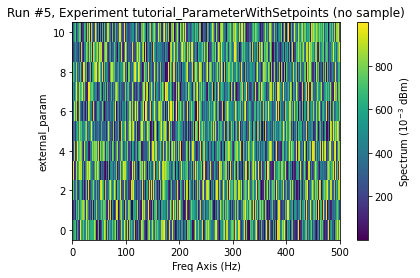 Run #5, Experiment tutorial_ParameterWithSetpoints (no sample)
10
8
6
4
2
0
external_param
0 100 200 300 400 500
Freq Axis (Hz)
800
600
400
200
Spectrum (10⁻³ dBm)